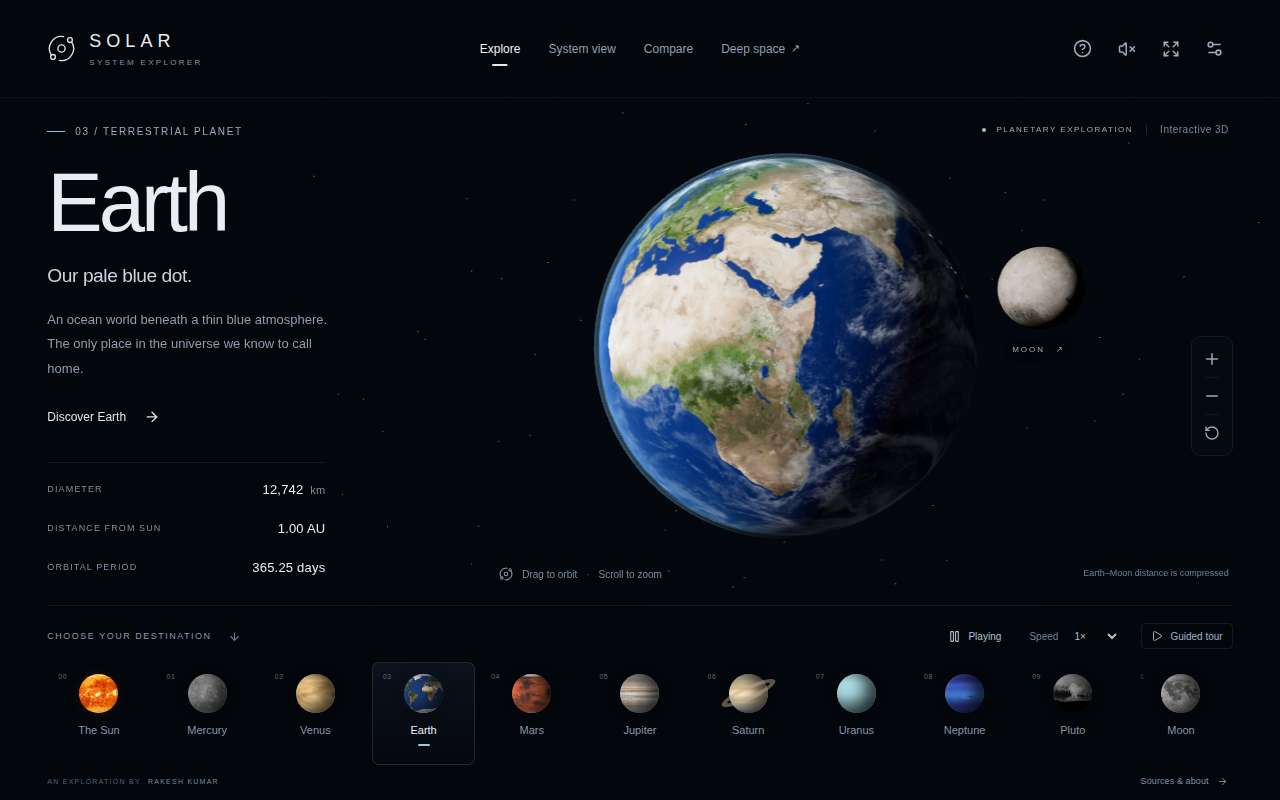 SOLAR
SYSTEM EXPLORER
Explore
System view
Compare
Deep space ↗
03 / TERRESTRIAL PLANET
PLANETARY EXPLORATION
Interactive 3D
Earth
Our pale blue dot.
An ocean world beneath a thin blue atmosphere.
The only place in the universe we know to call
home.
Discover Earth →
MOON ↗
DIAMETER 12,742 km
DISTANCE FROM SUN 1.00 AU
ORBITAL PERIOD 365.25 days
Drag to orbit · Scroll to zoom
Earth–Moon distance is compressed
CHOOSE YOUR DESTINATION ↓
Playing
Speed 1×
Guided tour
00 The Sun
01 Mercury
02 Venus
03 Earth
04 Mars
05 Jupiter
06 Saturn
07 Uranus
08 Neptune
09 Pluto
Moon
AN EXPLORATION BY RAKESH KUMAR
Sources & about →